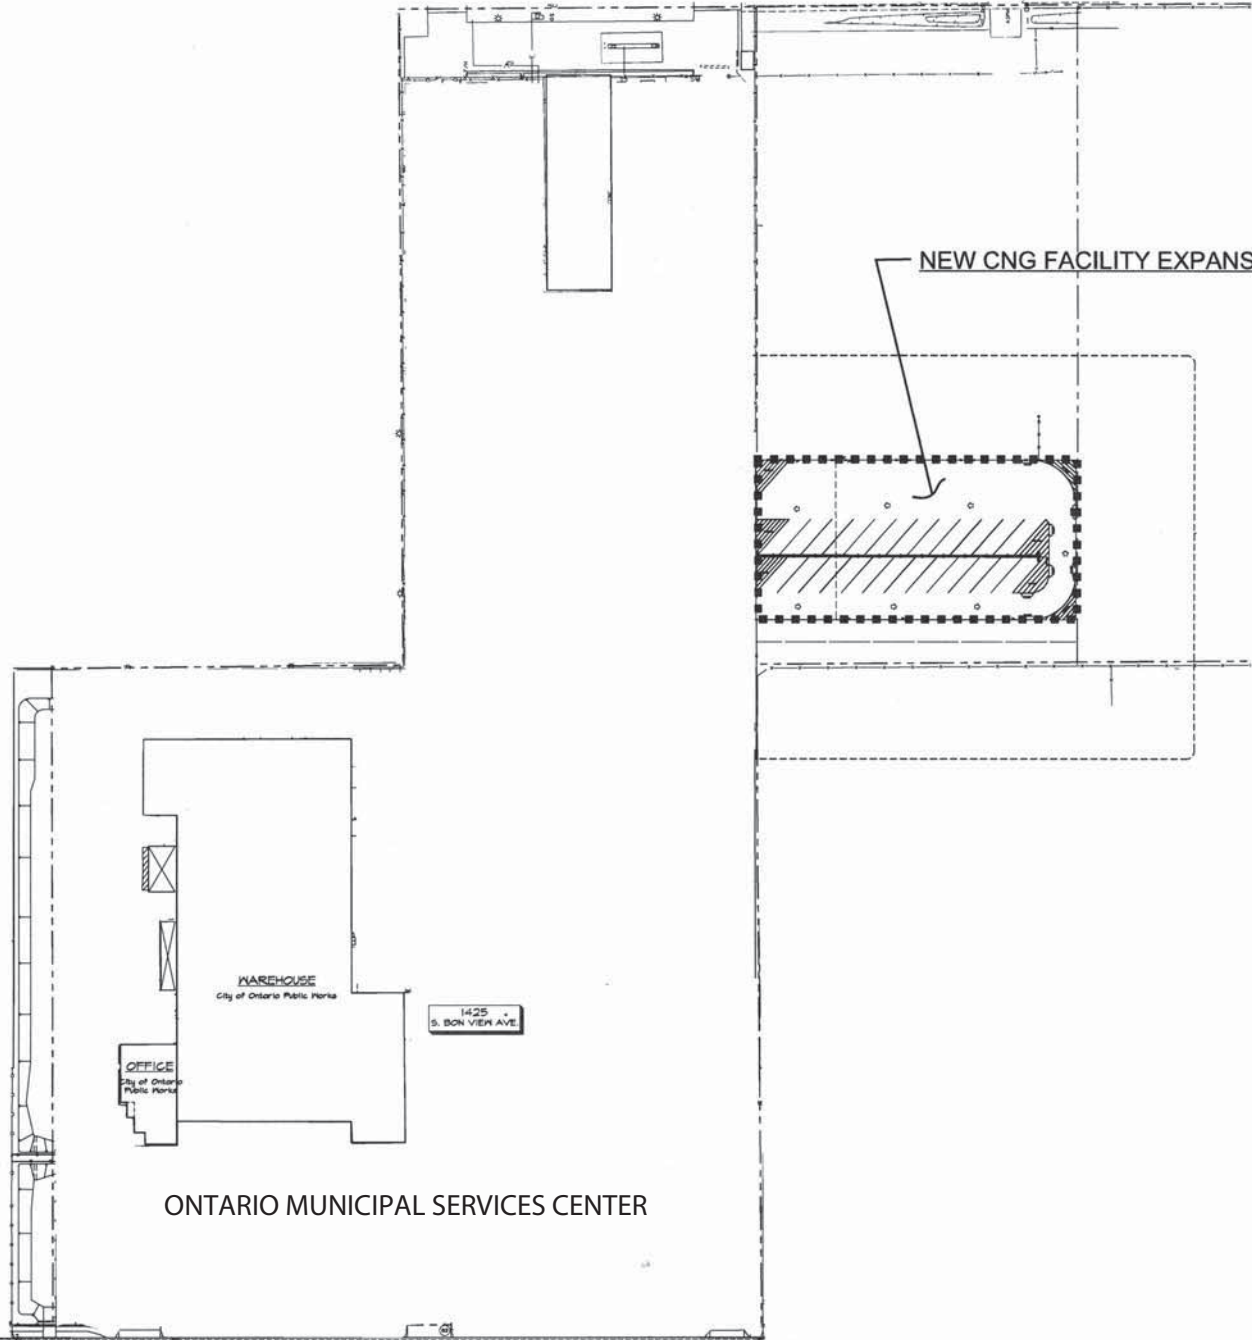 NEW CNG FACILITY EXPANS
WAREHOUSE
City of Ontario Public Works
1425
S. BON VIEW AVE.
OFFICE
City of Ontario
Public Works
ONTARIO MUNICIPAL SERVICES CENTER